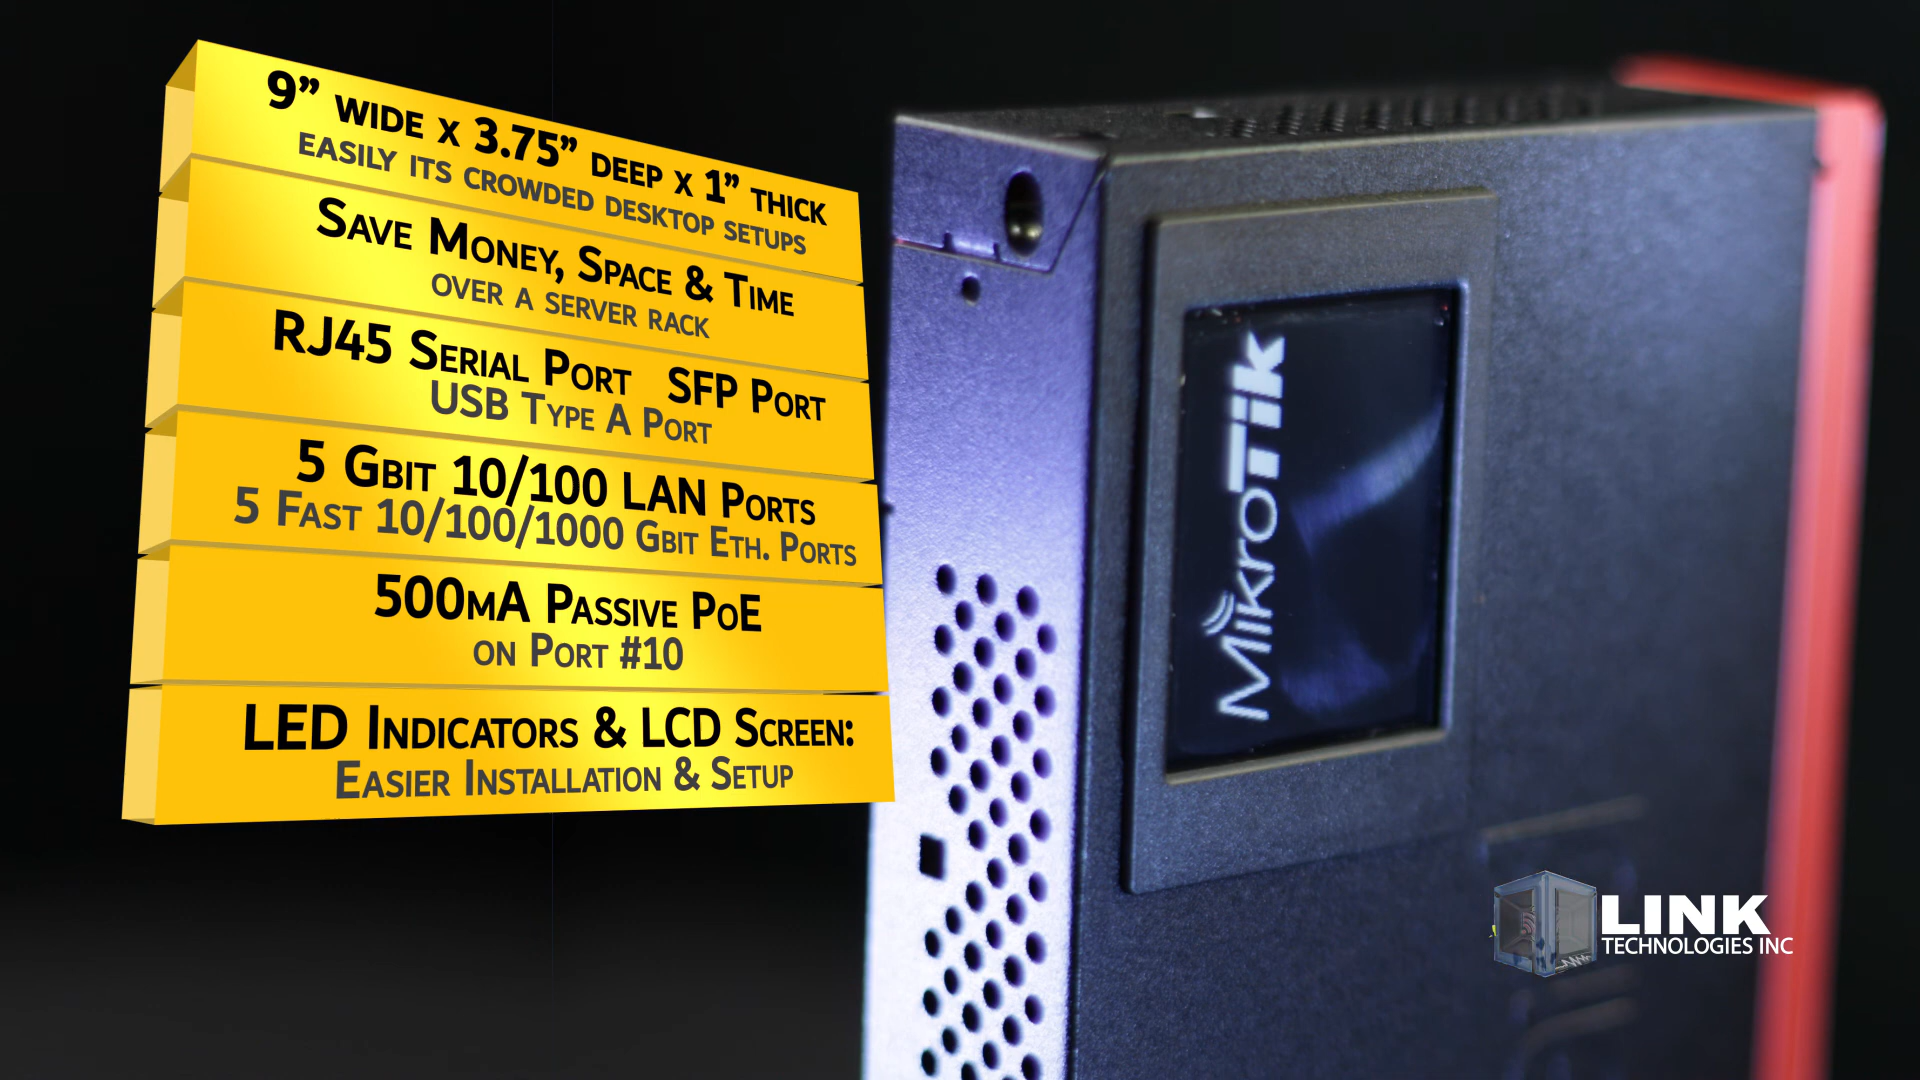 9” WIDE X 3.75” DEEP X 1” THICK
EASILY ITS CROWDED DESKTOP SETUPS
SAVE MONEY, SPACE & TIME
OVER A SERVER RACK
RJ45 SERIAL PORT SFP PORT
USB TYPE A PORT
5 GBIT 10/100 LAN PORTS
5 FAST 10/100/1000 GBIT ETH. PORTS
500MA PASSIVE POE
ON PORT #10
LED INDICATORS & LCD SCREEN:
EASIER INSTALLATION & SETUP
MikroTik
LINK
TECHNOLOGIES INC